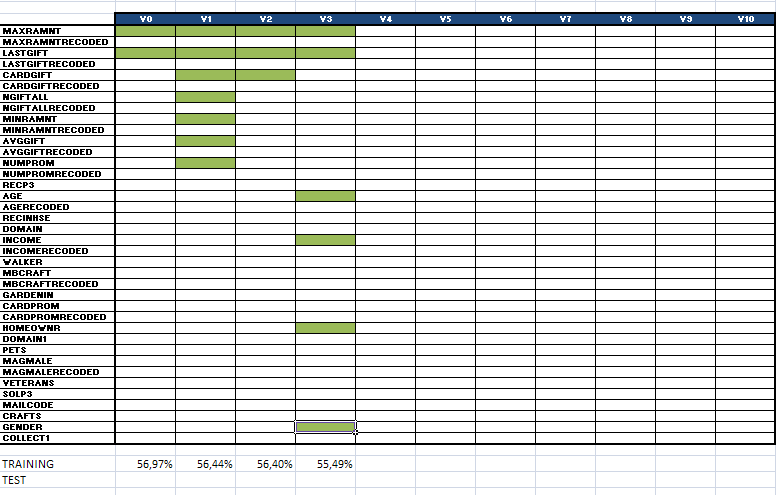 V0 V1 V2 V3 V4 V5 V6 V7 V8 V9 V10
MAXRAMNT
MAXRAMNTRECODED
LASTGIFT
LASTGIFTRECODED
CARDGIFT
CARDGIFTRECODED
NGIFTALL
NGIFTALLRECODED
MINRAMNT
MINRAMNTRECODED
AVGGIFT
AVGGIFTRECODED
NUMPROM
NUMPROMRECODED
RECP3
AGE
AGERECODED
RECINHSE
DOMAIN
INCOME
INCOMERECODED
WALKER
MBCRAFT
MBCRAFTRECODED
GARDENIN
CARDPROM
CARDPROMRECODED
HOMEOWNR
DOMAIN1
PETS
MAGMALE
MAGMALERECODED
VETERANS
SOLP3
MAILCODE
CRAFTS
GENDER
COLLECT1
TRAINING 56,97% 56,44% 56,40% 55,49%
TEST